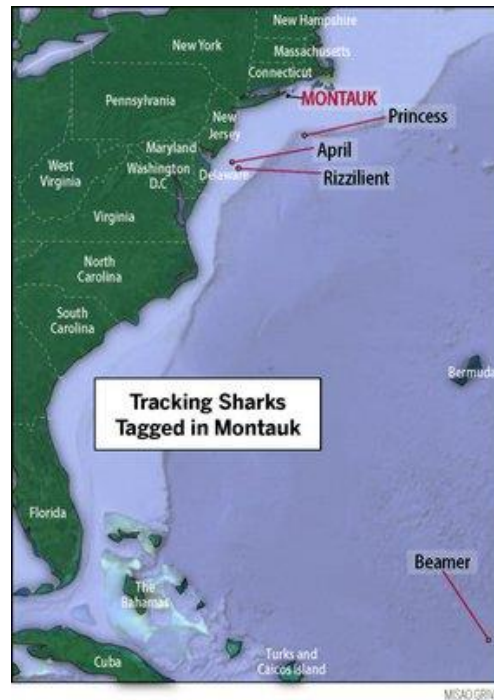 New Hampshire
New York
Massachusetts
Connecticut
MONTAUK
Pennsylvania
New
Jersey
Princess
Maryland
April
West
Virginia
Washington
D.C
Delaware
Rizzilient
Virginia
North
Carolina
South
Carolina
Bermuda
Tracking Sharks
Tagged in Montauk
Florida
Beamer
The
Bahamas
Cuba
Turks and
Caicos Island